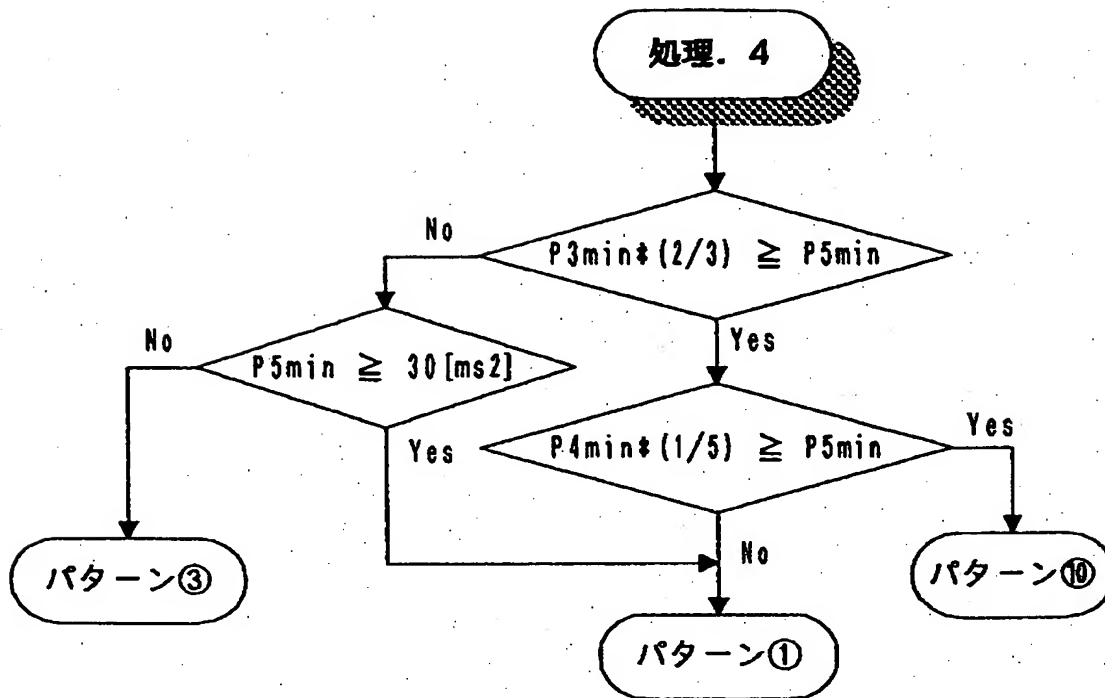 処理. 4
No
P3min*(2/3) ≧ P5min
No
Yes
P5min ≧ 30[ms2]
Yes
P4min*(1/5) ≧ P5min
Yes
No
パターン③
パターン⑩
パターン①